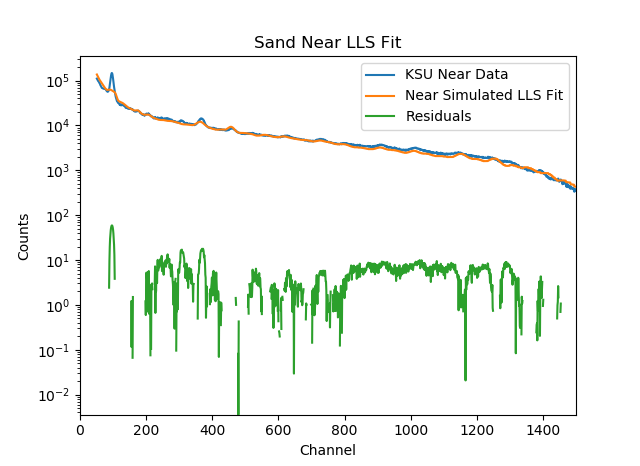 Sand Near LLS Fit
KSU Near Data
Near Simulated LLS Fit
Residuals
Counts
10^5
10^4
10^3
10^2
10^1
10^0
10^-1
10^-2
0 200 400 600 800 1000 1200 1400
Channel